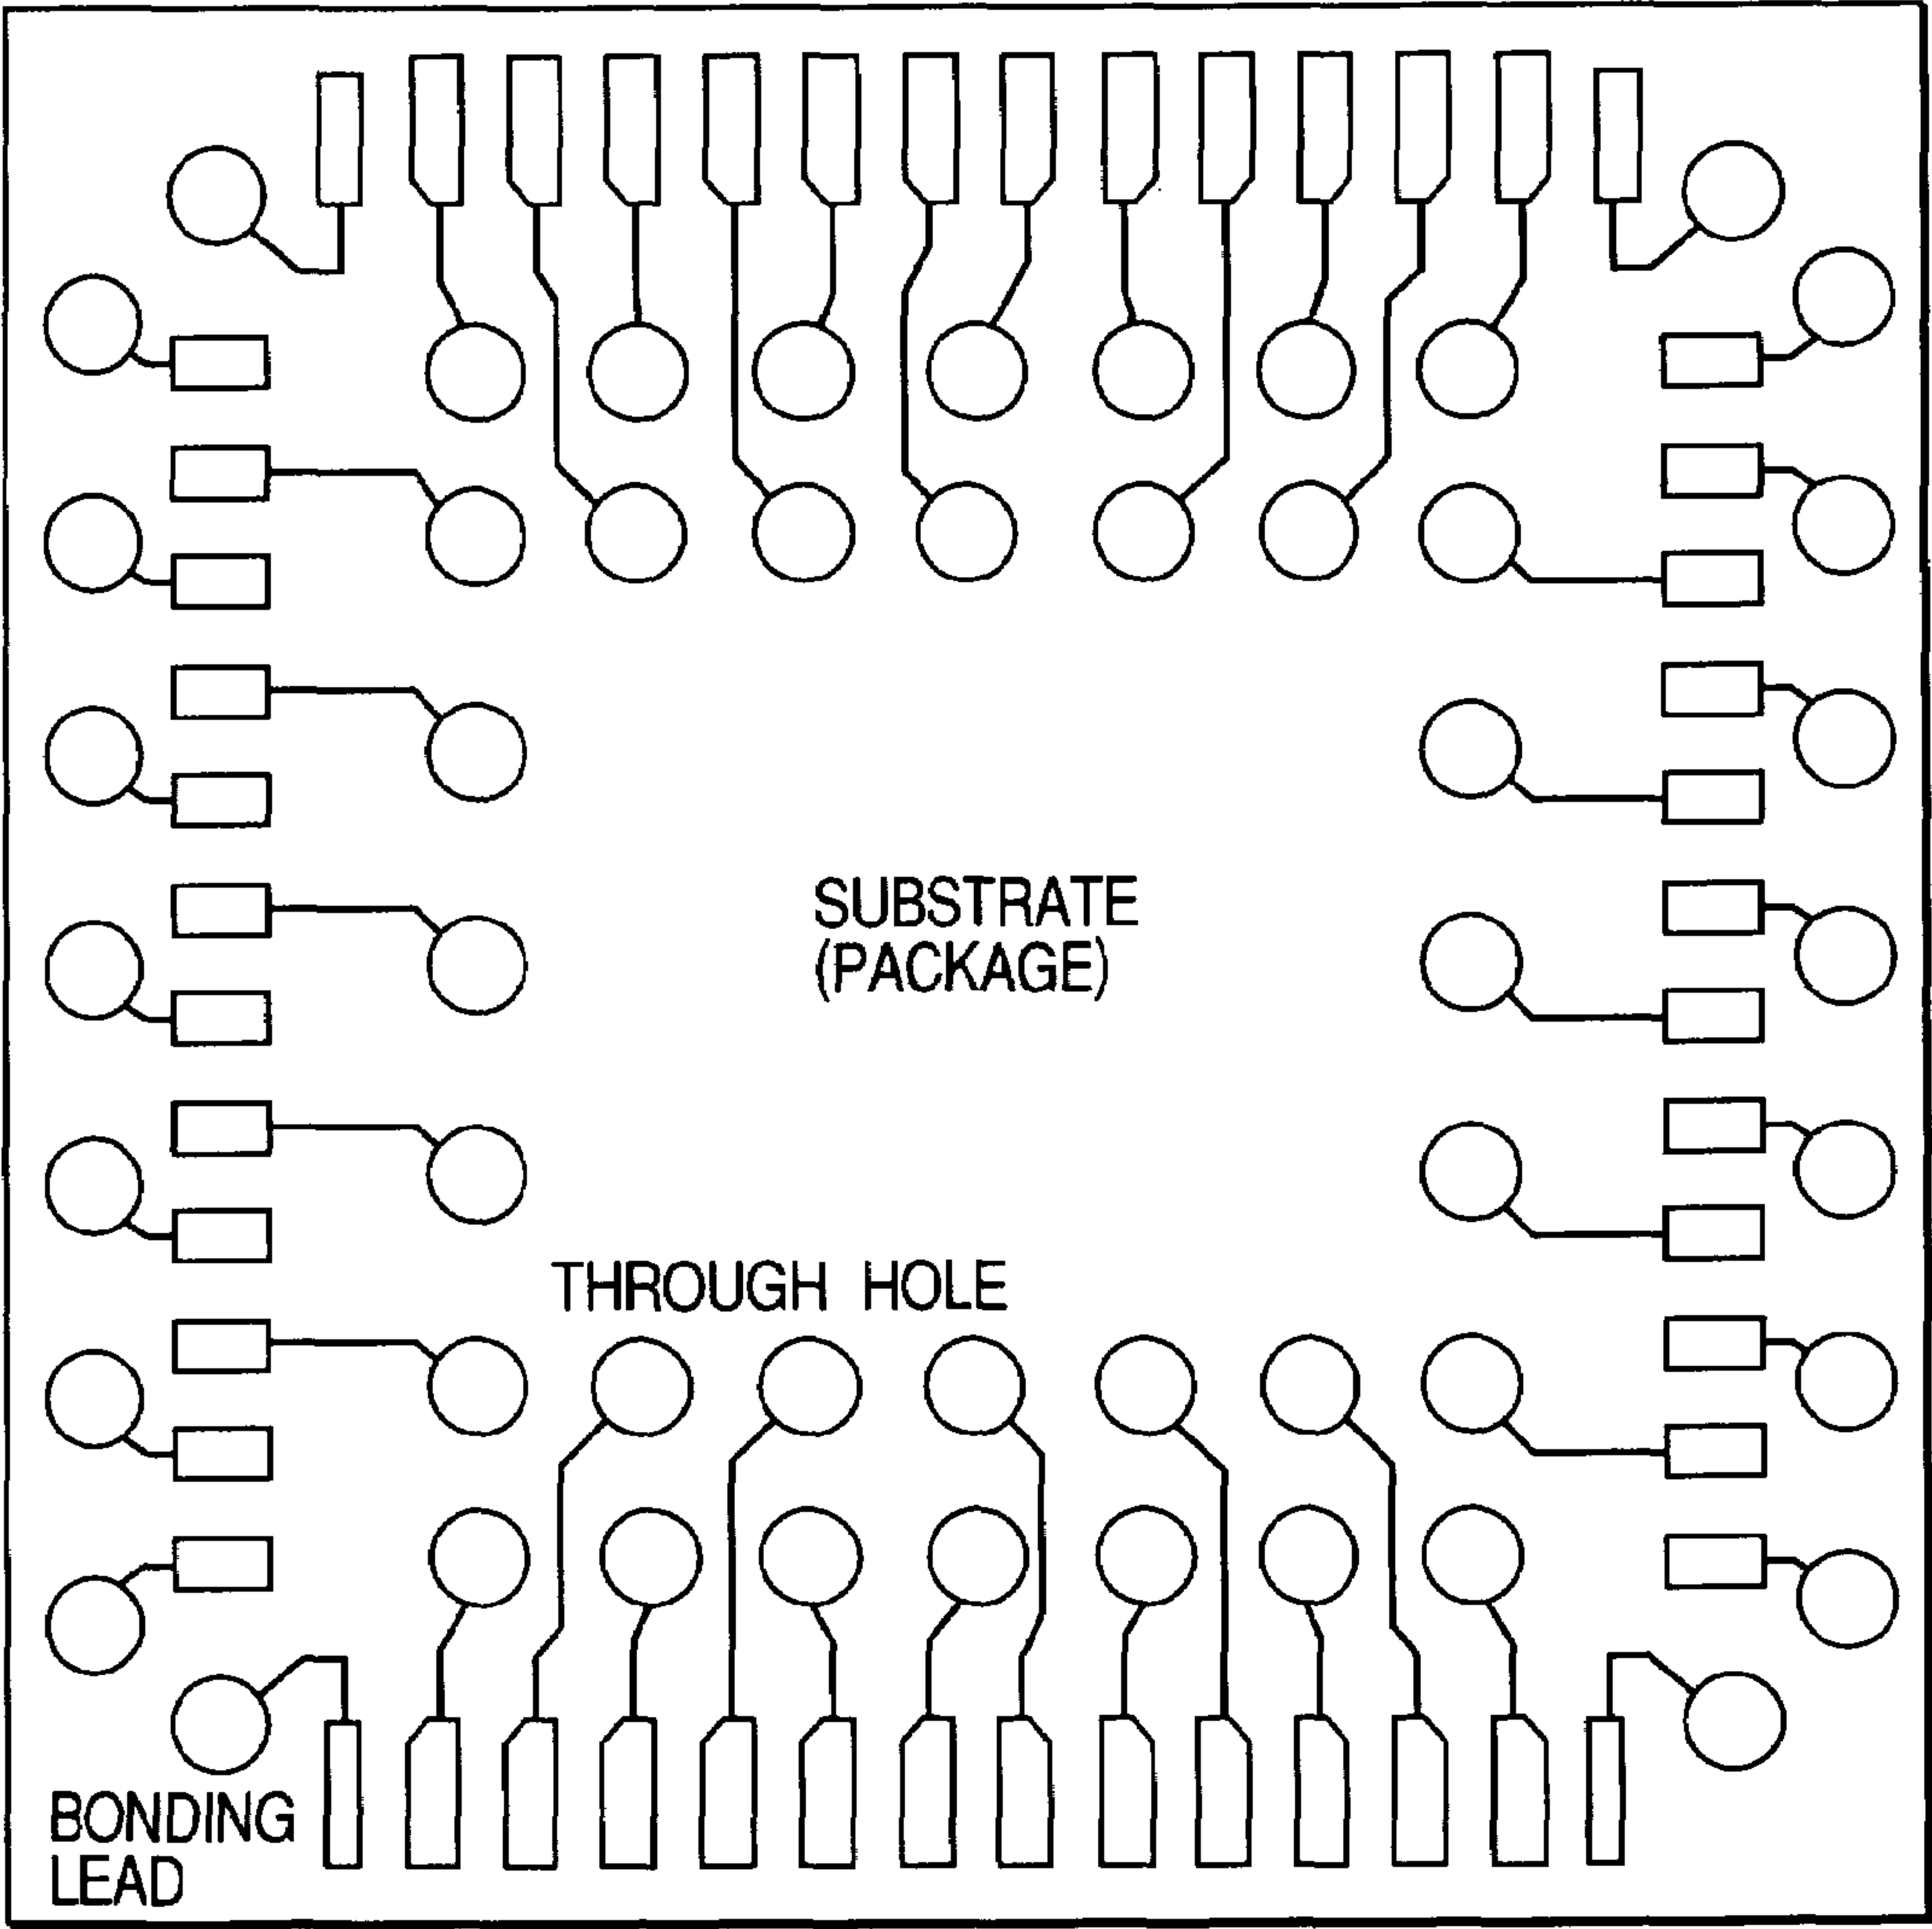 SUBSTRATE
(PACKAGE)
THROUGH HOLE
BONDING
LEAD